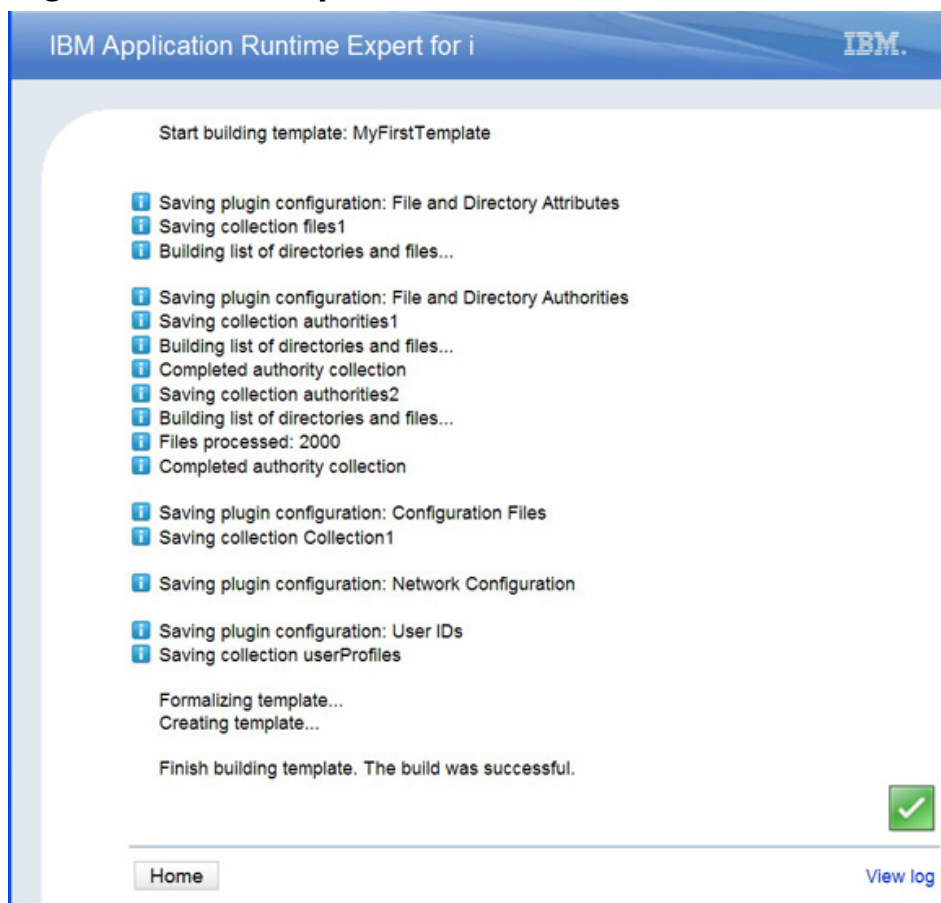 IBM Application Runtime Expert for i
IBM.
Start building template: MyFirstTemplate
Saving plugin configuration: File and Directory Attributes
Saving collection files1
Building list of directories and files...
Saving plugin configuration: File and Directory Authorities
Saving collection authorities1
Building list of directories and files...
Completed authority collection
Saving collection authorities2
Building list of directories and files...
Files processed: 2000
Completed authority collection
Saving plugin configuration: Configuration Files
Saving collection Collection1
Saving plugin configuration: Network Configuration
Saving plugin configuration: User IDs
Saving collection userProfiles
Formalizing template...
Creating template...
Finish building template. The build was successful.
Home
View log